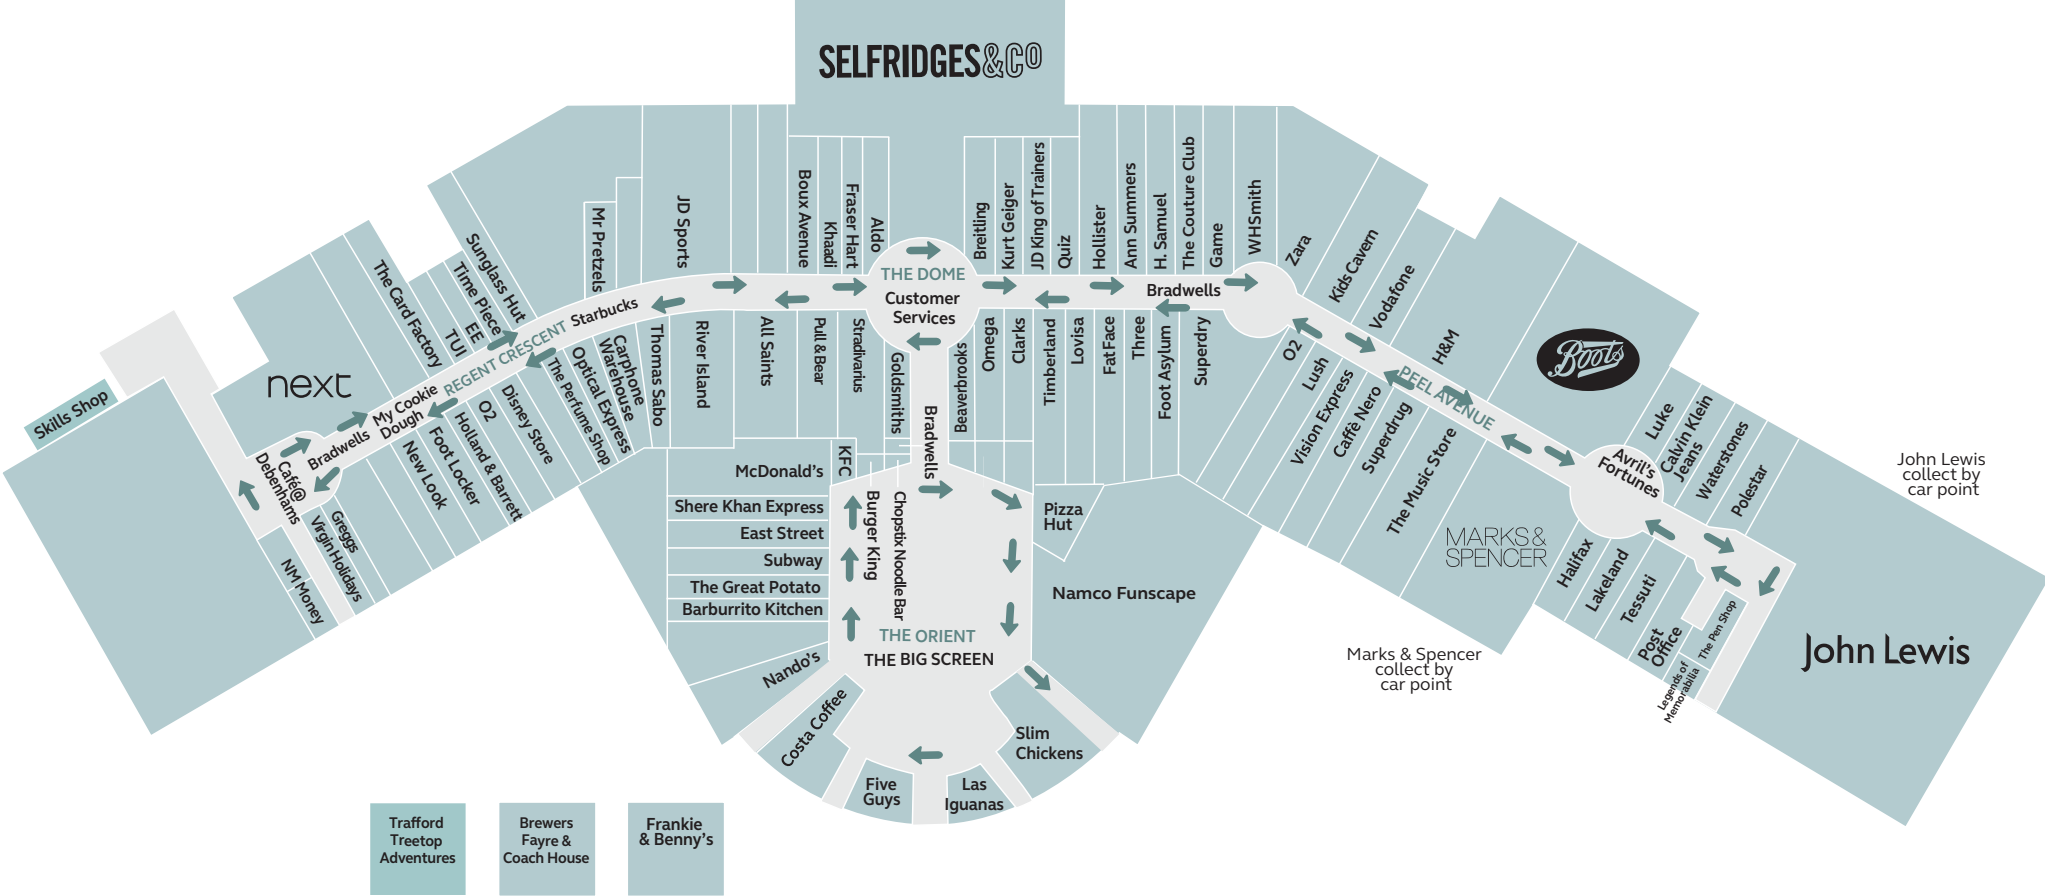 SELFRIDGES&CO
Skills Shop
next
The Card Factory
TUI
EE
Time Piece
Sunglass Hut
Mr Pretzels
JD Sports
Boux Avenue
Khaadi
Fraser Hart
Aldo
THE DOME
Customer
Services
Breitling
Kurt Geiger
JD King of Trainers
Quiz
Hollister
Ann Summers
H. Samuel
The Couture Club
Game
WHSmith
Zara
Kids Cavern
Vodafone
H&M
Boots
Luke
Calvin Klein
Jeans
Waterstones
Polestar
John Lewis
collect by
car point
Café@
Debenhams
Bradwells
My Cookie
Dough
REGENT CRESCENT
Starbucks
Bradwells
PEEL AVENUE
Avril's
Fortunes
NM Money
Virgin Holidays
Greggs
New Look
Foot Locker
Holland & Barrett
O2
Disney Store
The Perfume Shop
Optical Express
Carphone
Warehouse
Thomas Sabo
River Island
All Saints
Pull & Bear
Stradivarius
Goldsmiths
Bradwells
Beaverbrooks
Omega
Clarks
Timberland
Lovisa
Fat Face
Three
Foot Asylum
Superdry
O2
Lush
Vision Express
Caffè Nero
Superdrug
The Music Store
MARKS &
SPENCER
Halifax
Lakeland
Tessuti
Post
Office
The Pen Shop
Legends of
Memorabilia
John Lewis
Marks & Spencer
collect by
car point
KFC
McDonald's
Shere Khan Express
East Street
Subway
The Great Potato
Barburrito Kitchen
Nando's
Burger King
Chopstix Noodle Bar
Pizza
Hut
Namco Funscape
THE ORIENT
THE BIG SCREEN
Costa Coffee
Five
Guys
Las
Iguanas
Slim
Chickens
Trafford
Treetop
Adventures
Brewers
Fayre &
Coach House
Frankie
& Benny's